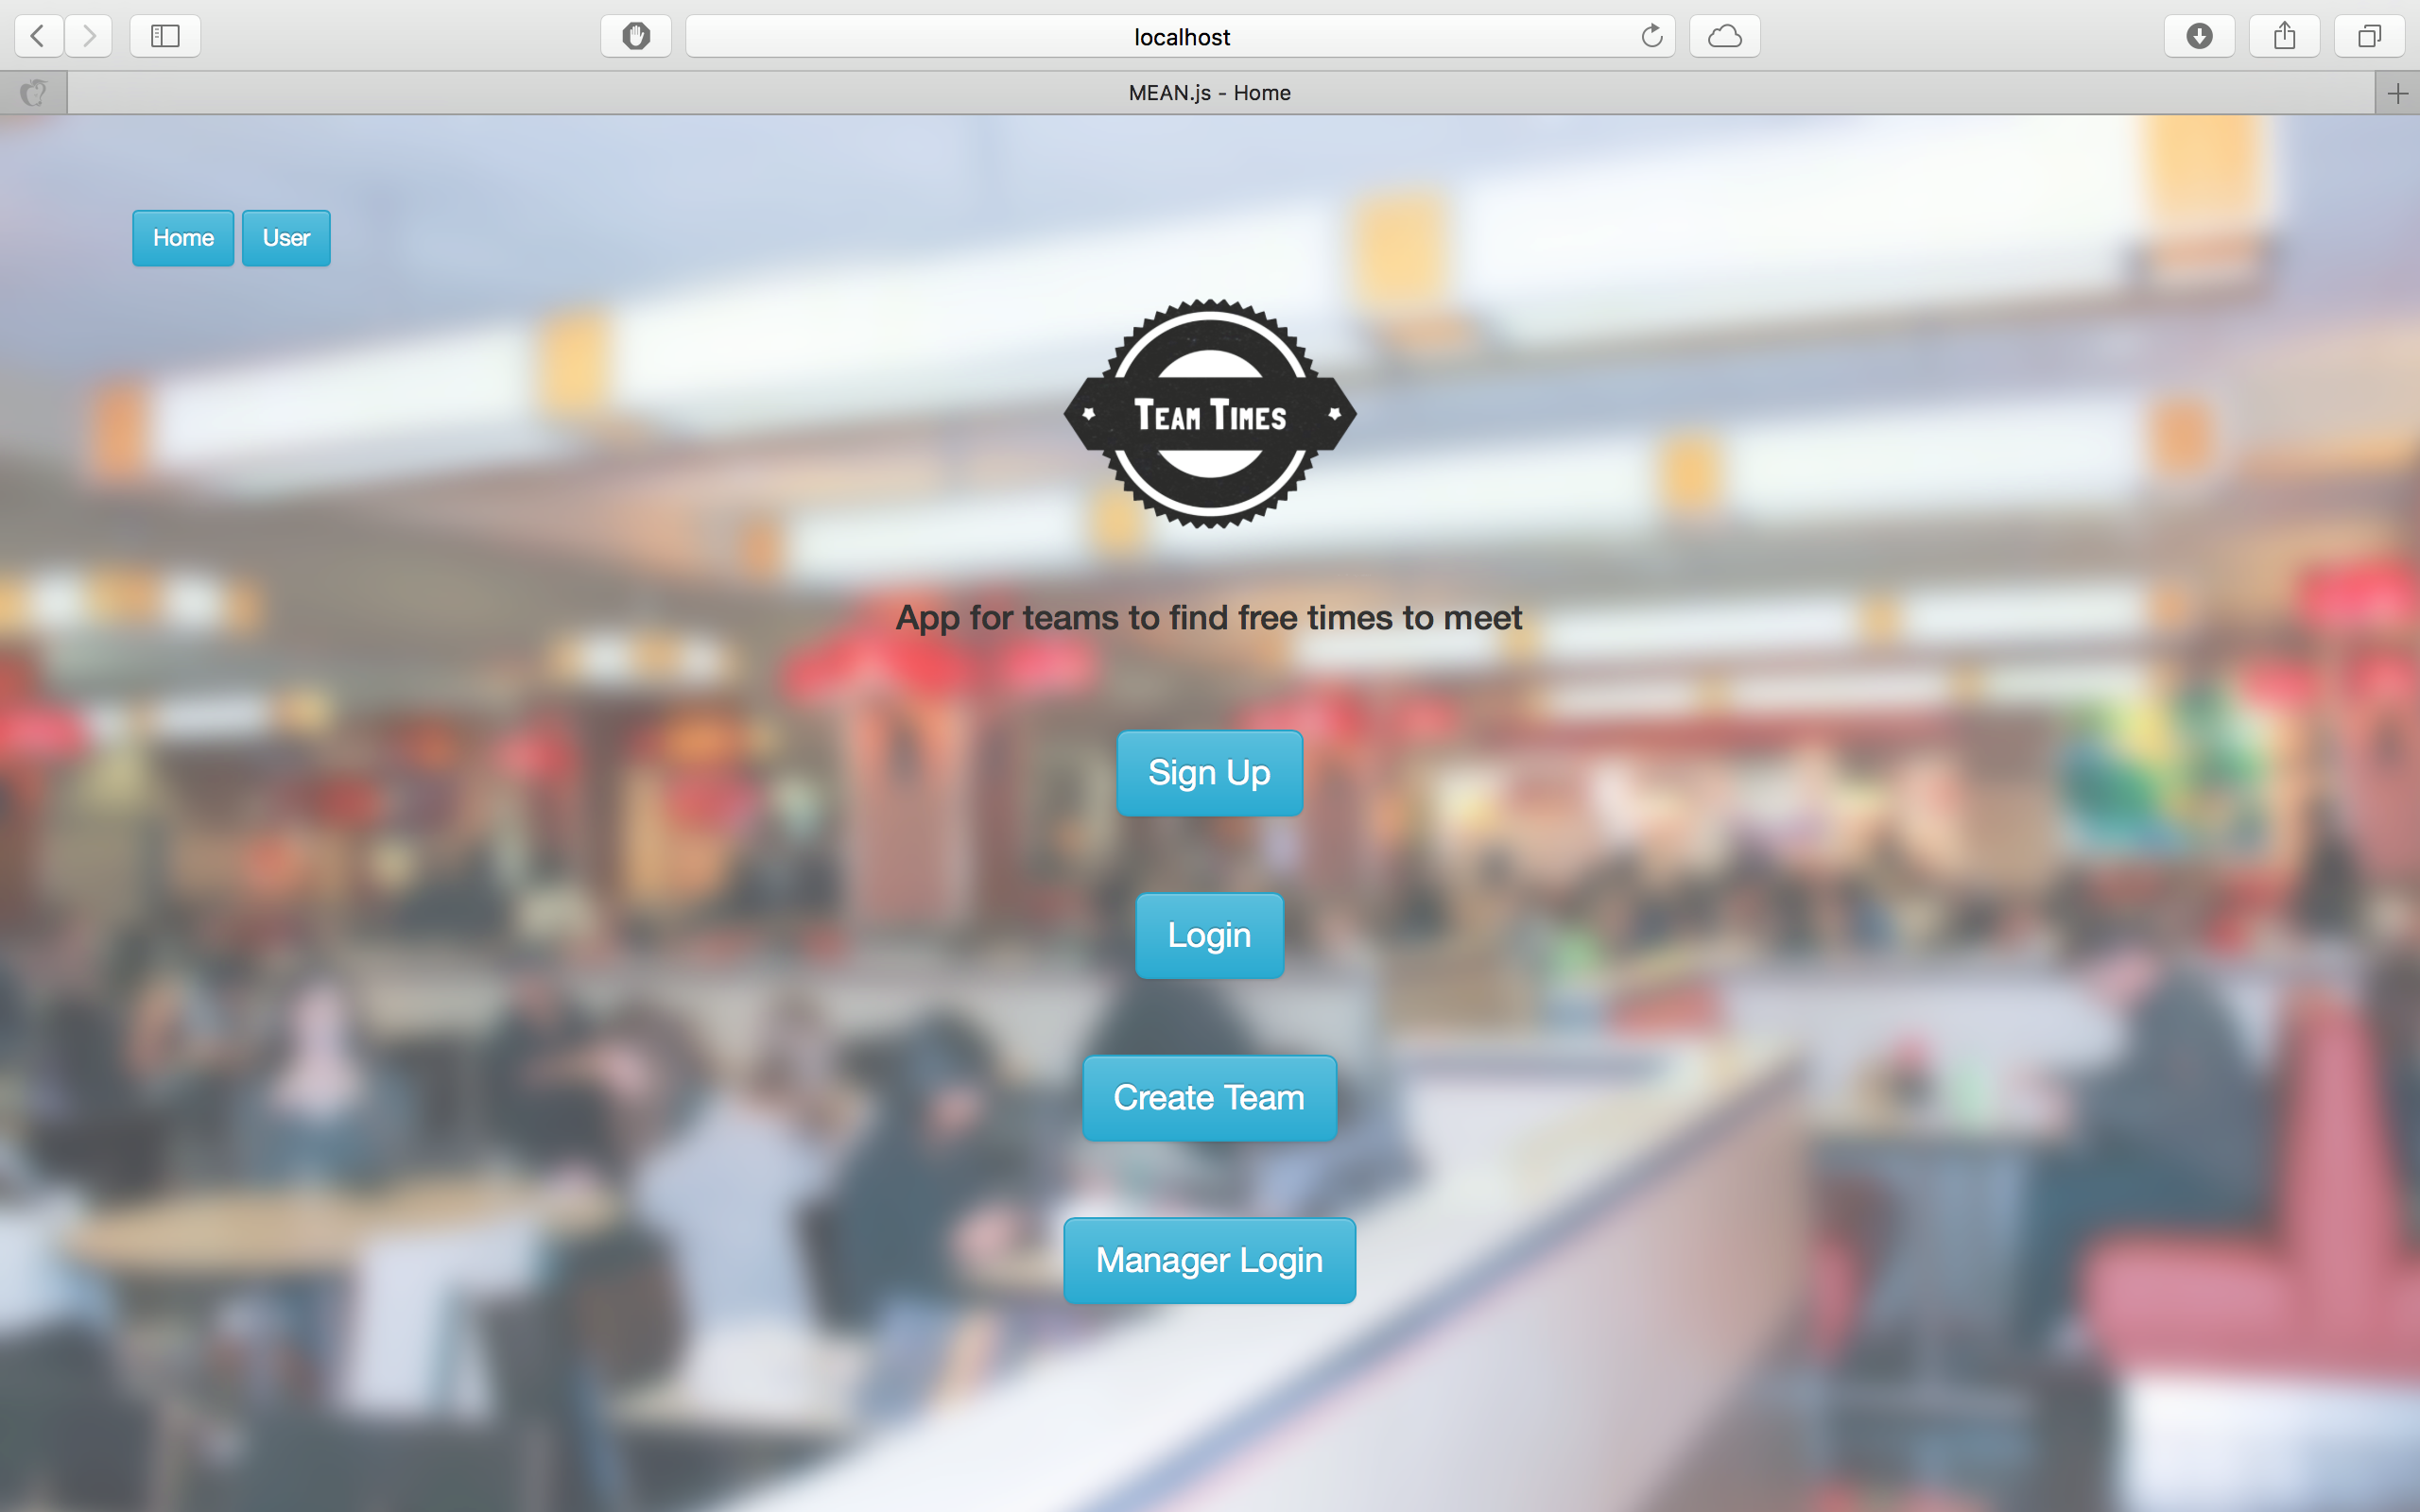 localhost
MEAN.js - Home
Home User
TEAM TIMES
App for teams to find free times to meet
Sign Up
Login
Create Team
Manager Login